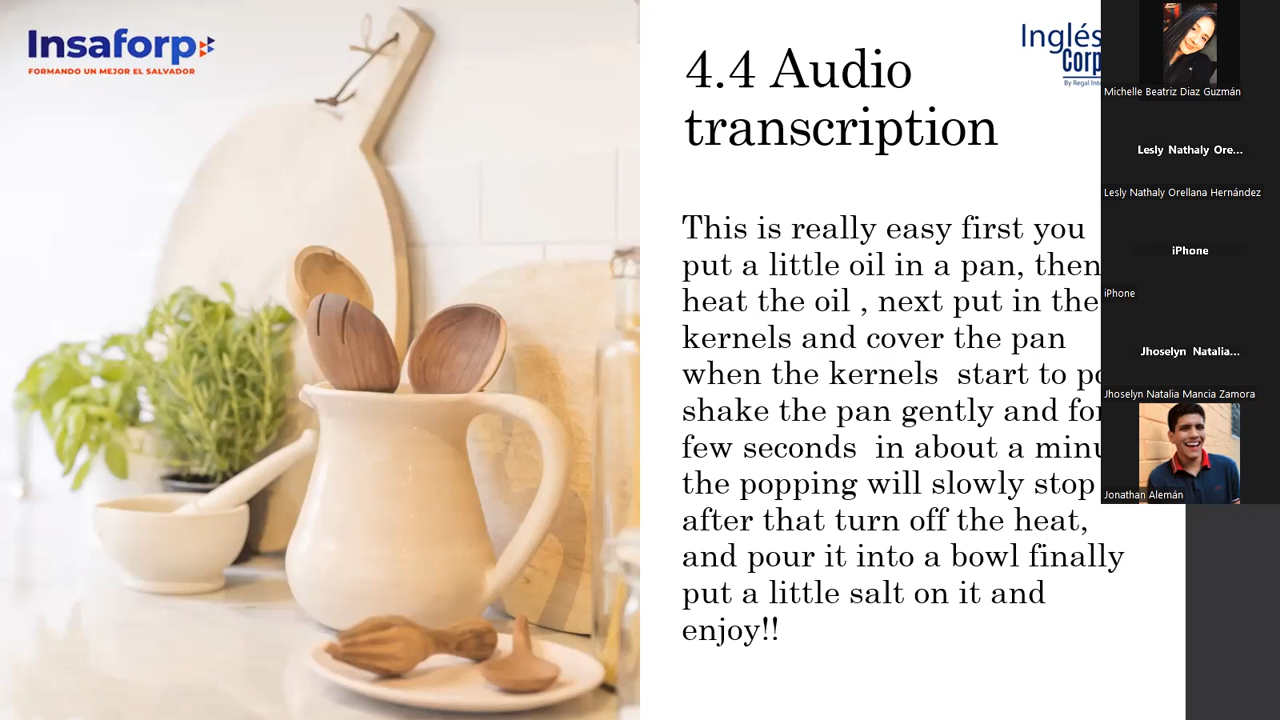 Insaforp
FORMANDO UN MEJOR EL SALVADOR
Inglés
Corp
4.4 Audio
transcription
This is really easy first you
put a little oil in a pan, then
heat the oil , next put in the
kernels and cover the pan
when the kernels  start to
shake the pan gently and for
few seconds  in about a
the popping will slowly stop
after that turn off the heat,
and pour it into a bowl finally
put a little salt on it and
enjoy!!
Michelle Beatriz Diaz Guzmán
Lesly Nathaly Ore...
Lesly Nathaly Orellana Hernández
iPhone
iPhone
Jhoselyn Natalia...
Jhoselyn Natalia Mancia Zamora
Jonathan Alemán